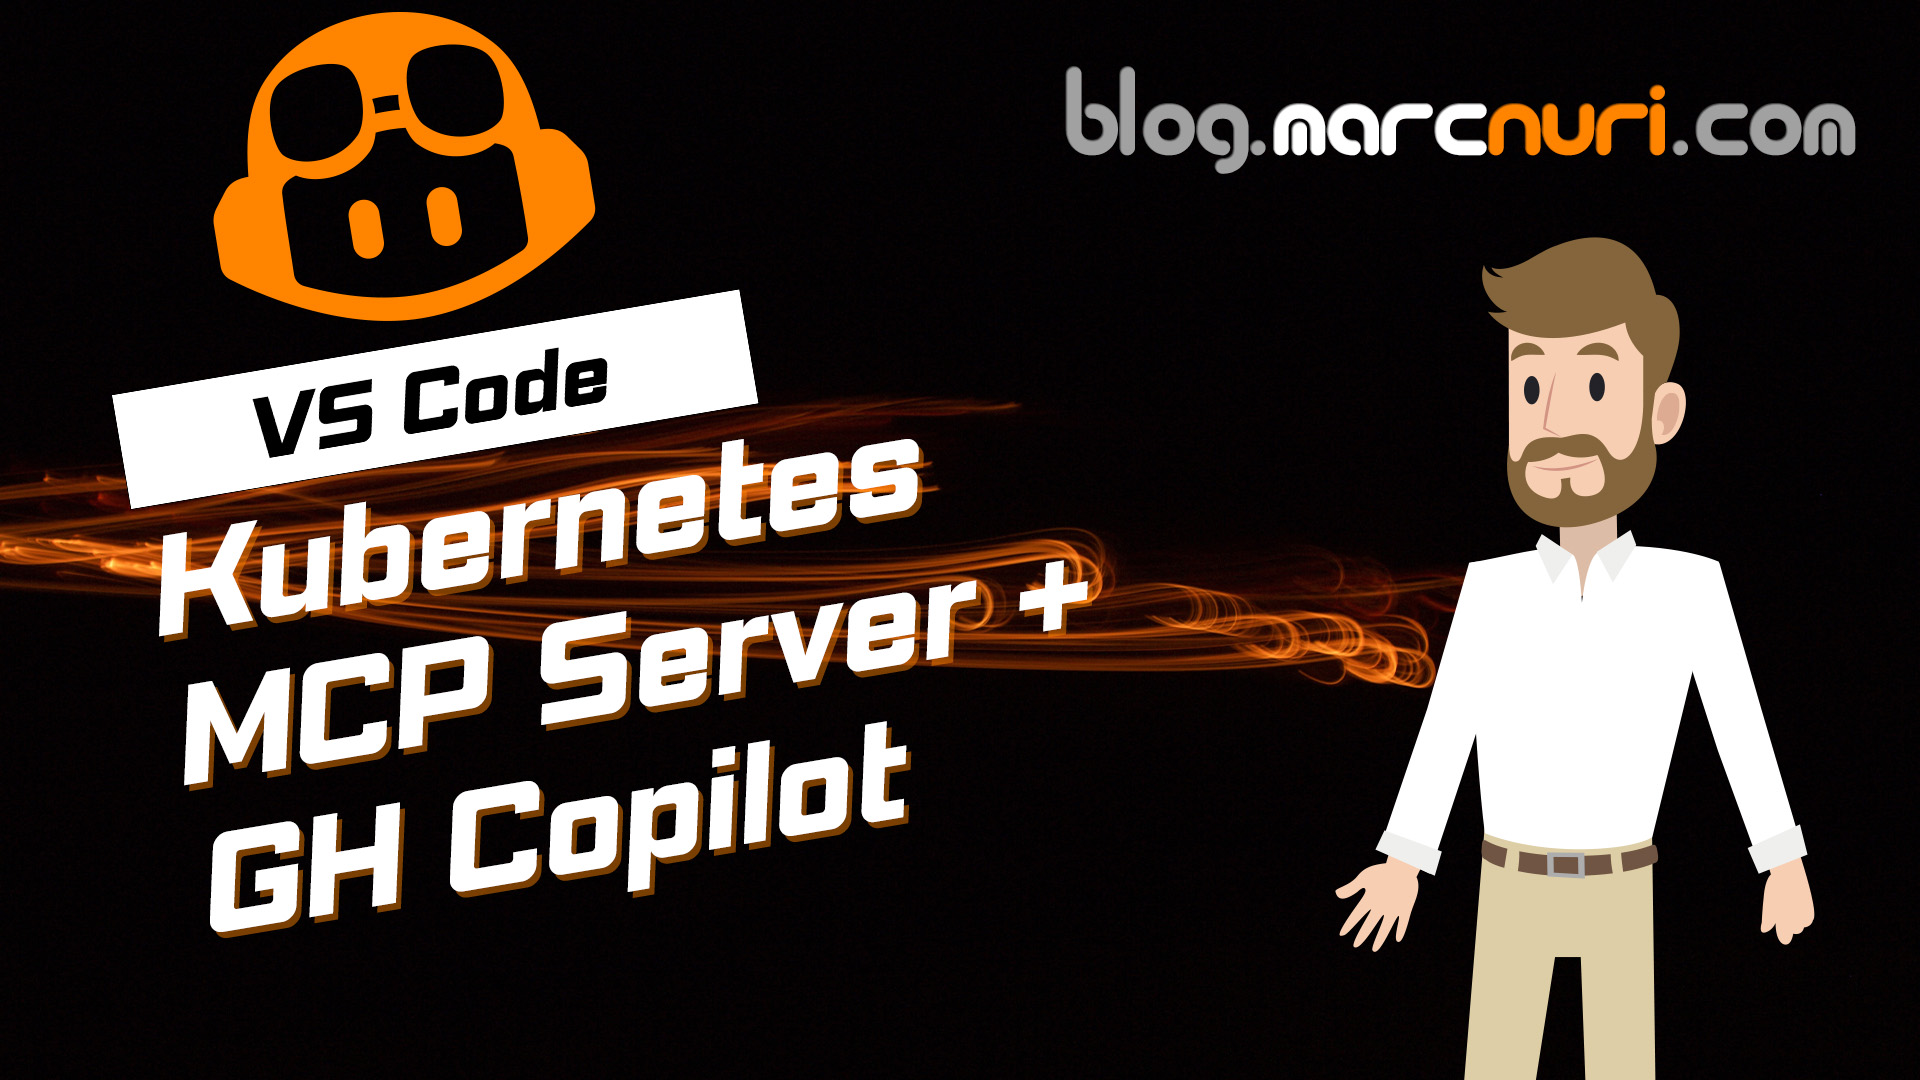 blog.marcnuri.com
VS Code
Kubernetes
MCP Server +
GH Copilot